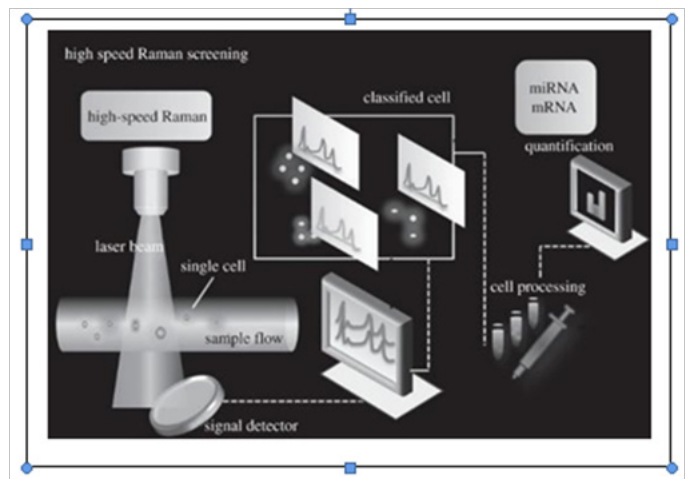 high speed Raman screening
high-speed Raman
classified cell
miRNA
mRNA
quantification
laser beam
single cell
cell processing
sample flow
signal detector